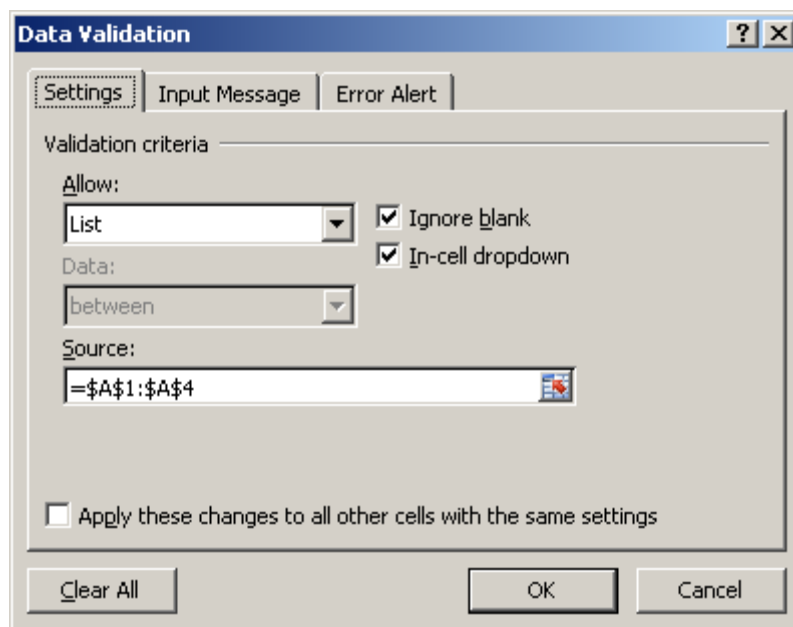 Data Validation
Settings Input Message Error Alert
Validation criteria
Allow:
List
Ignore blank
In-cell dropdown
Data:
between
Source:
=$A$1:$A$4
Apply these changes to all other cells with the same settings
Clear All OK Cancel